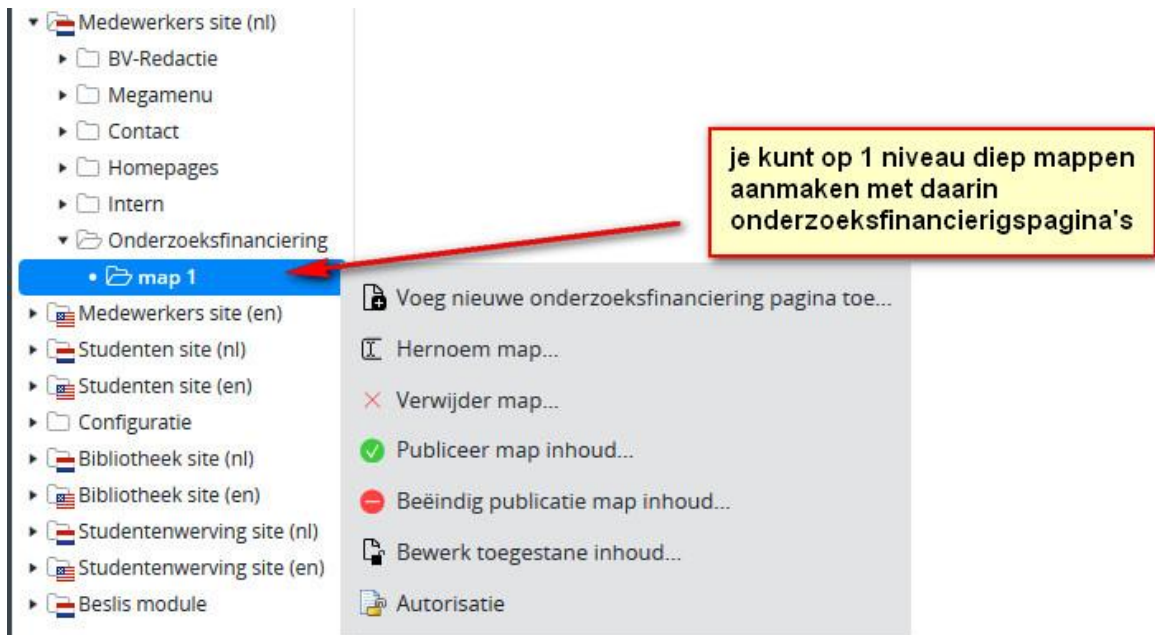 Medewerkers site (nl)
BV-Redactie
Megamenu
Contact
Homepages
Intern
Onderzoeksfinanciering
map 1
Medewerkers site (en)
Studenten site (nl)
Studenten site (en)
Configuratie
Bibliotheek site (nl)
Bibliotheek site (en)
Studentenwerving site (nl)
Studentenwerving site (en)
Beslis module
je kunt op 1 niveau diep mappen
aanmaken met daarin
onderzoeksfinancierigspagina's
Voeg nieuwe onderzoeksfinanciering pagina toe...
Hernoem map...
Verwijder map...
Publiceer map inhoud...
Beëindig publicatie map inhoud...
Bewerk toegestane inhoud...
Autorisatie